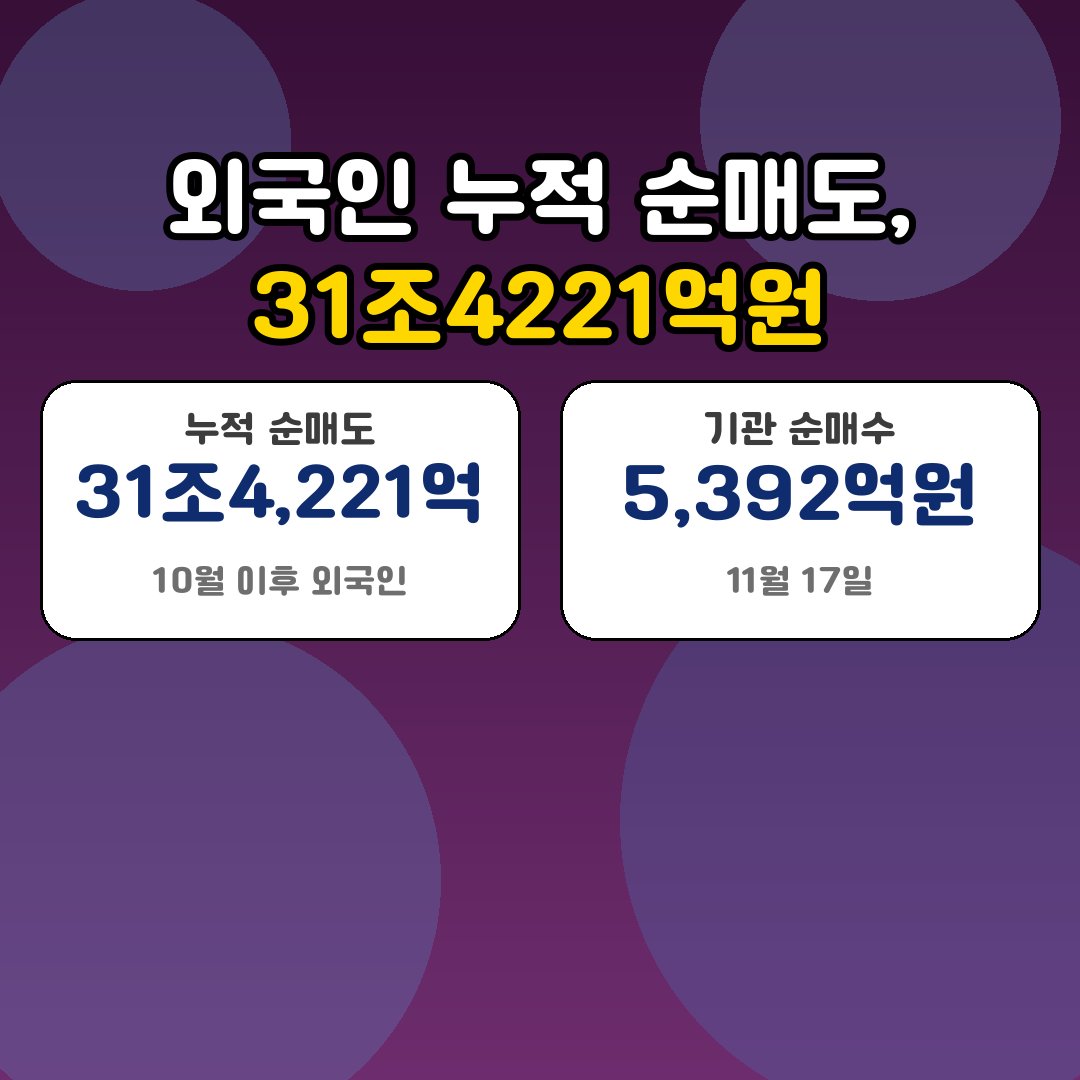 외국인 누적 순매도,
31조4221억원
누적 순매도
31조4,221억
10월 이후 외국인
기관 순매수
5,392억원
11월 17일